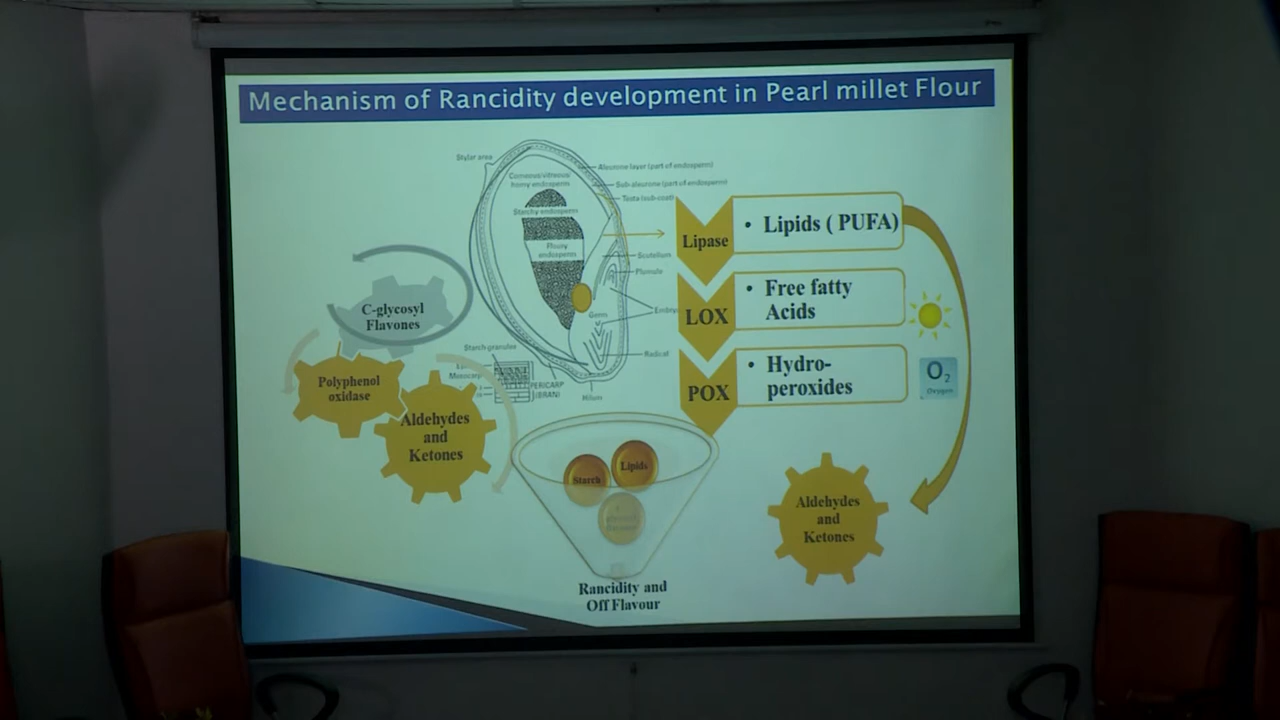 Mechanism of Rancidity development in Pearl millet Flour
Stylar area
Aleurone layer (part of endosperm)
Corneous/vitreous/
horny endosperm
Sub-aleurone (part of endosperm)
Testa (sub-coat)
Starchy endosperm
Floury
endosperm
Scutellum
Plumule
Germ
Embryo
Radical
Starch granules
PERICARP
(BRAN)
Hilum
Lipase
• Lipids ( PUFA)
LOX
• Free fatty
Acids
POX
• Hydro-
peroxides
O2
Oxygen
C-glycosyl
Flavones
Polyphenol
oxidase
Aldehydes
and
Ketones
Starch
Lipids
Aldehydes
and
Ketones
Rancidity and
Off Flavour